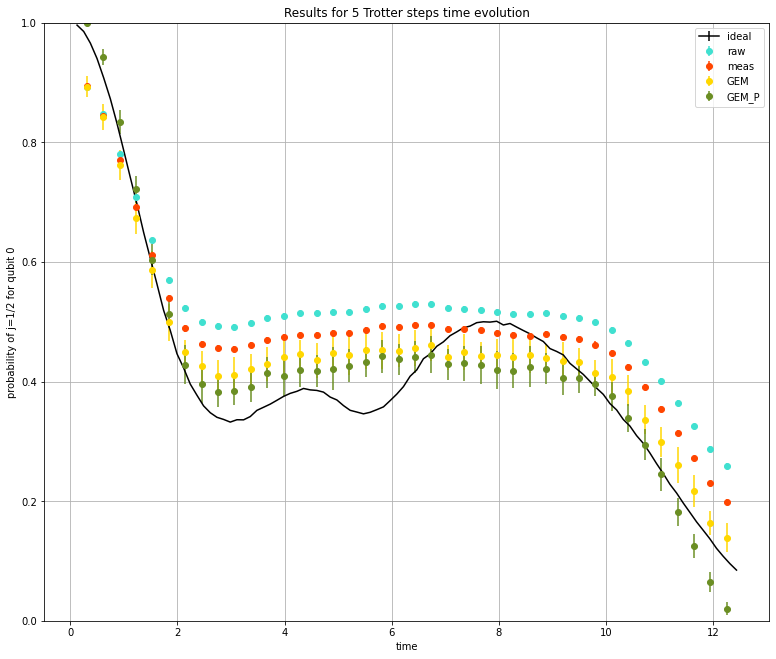 Results for 5 Trotter steps time evolution
ideal
raw
meas
GEM
GEM_P
probability of j=1/2 for qubit 0
1.0
0.8
0.6
0.4
0.2
0.0
0 2 4 6 8 10 12
time